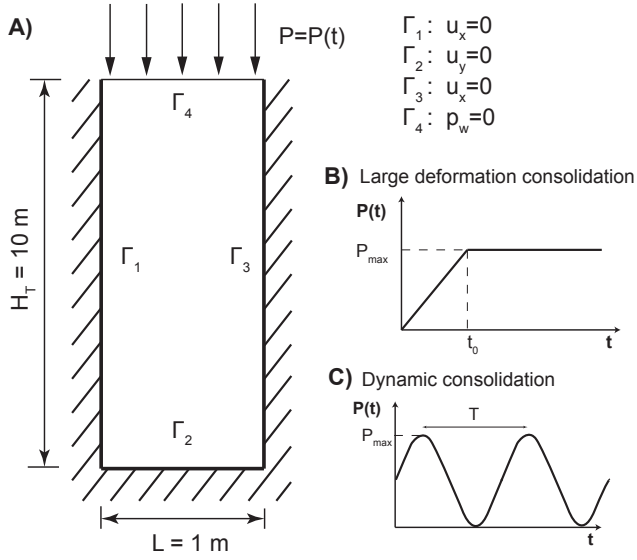 A)
P=P(t)
Γ1: ux=0
Γ2: uy=0
Γ3: ux=0
Γ4: pw=0
Γ4
Γ1
Γ3
Γ2
HT = 10 m
L = 1 m
B) Large deformation consolidation
P(t)
Pmax
t0
t
C) Dynamic consolidation
P(t)
T
Pmax
t